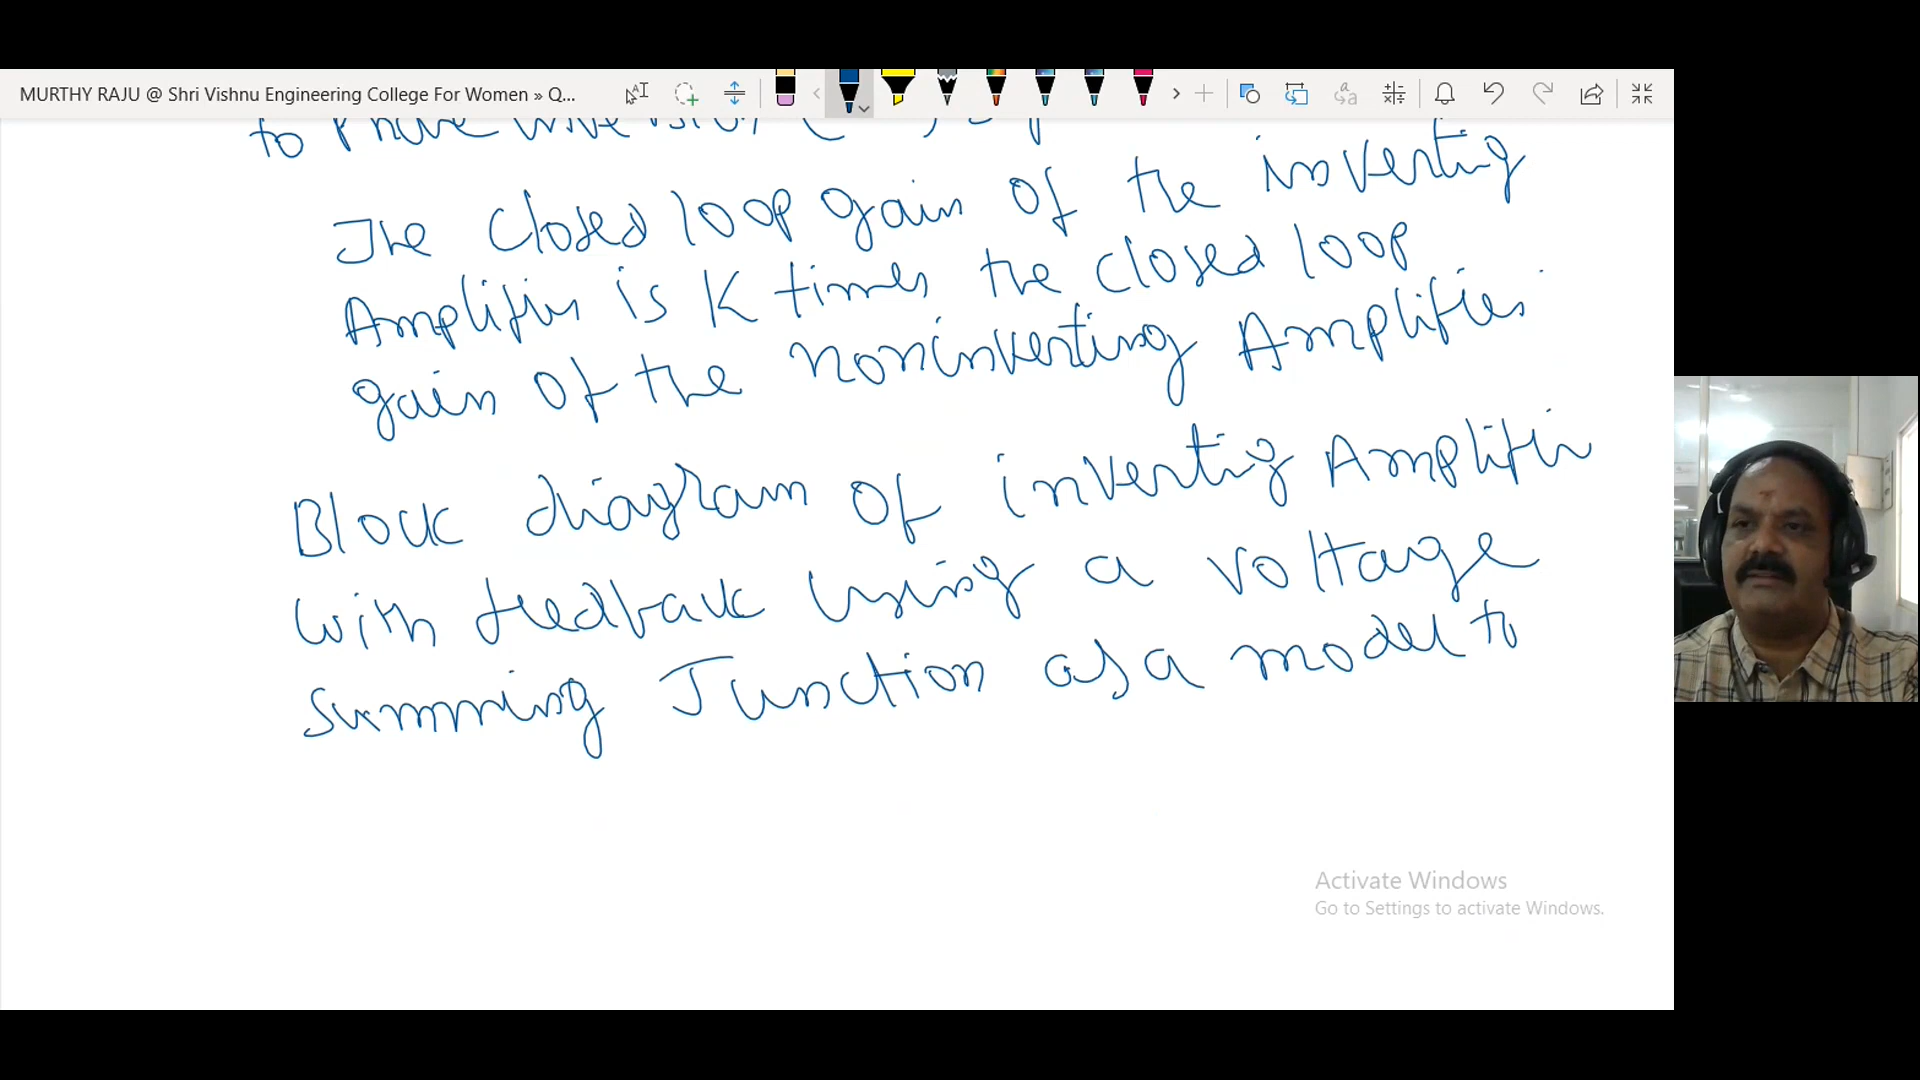 MURTHY RAJU @ Shri Vishnu Engineering College For Women » Q...
to
The closed loop gain of the inverting
Amplifier is K times the closed loop
gain of the noninverting Amplifier
Block diagram of inverting Amplifier
with feedback using a voltage
summing Junction as a model to
Activate Windows
Go to Settings to activate Windows.